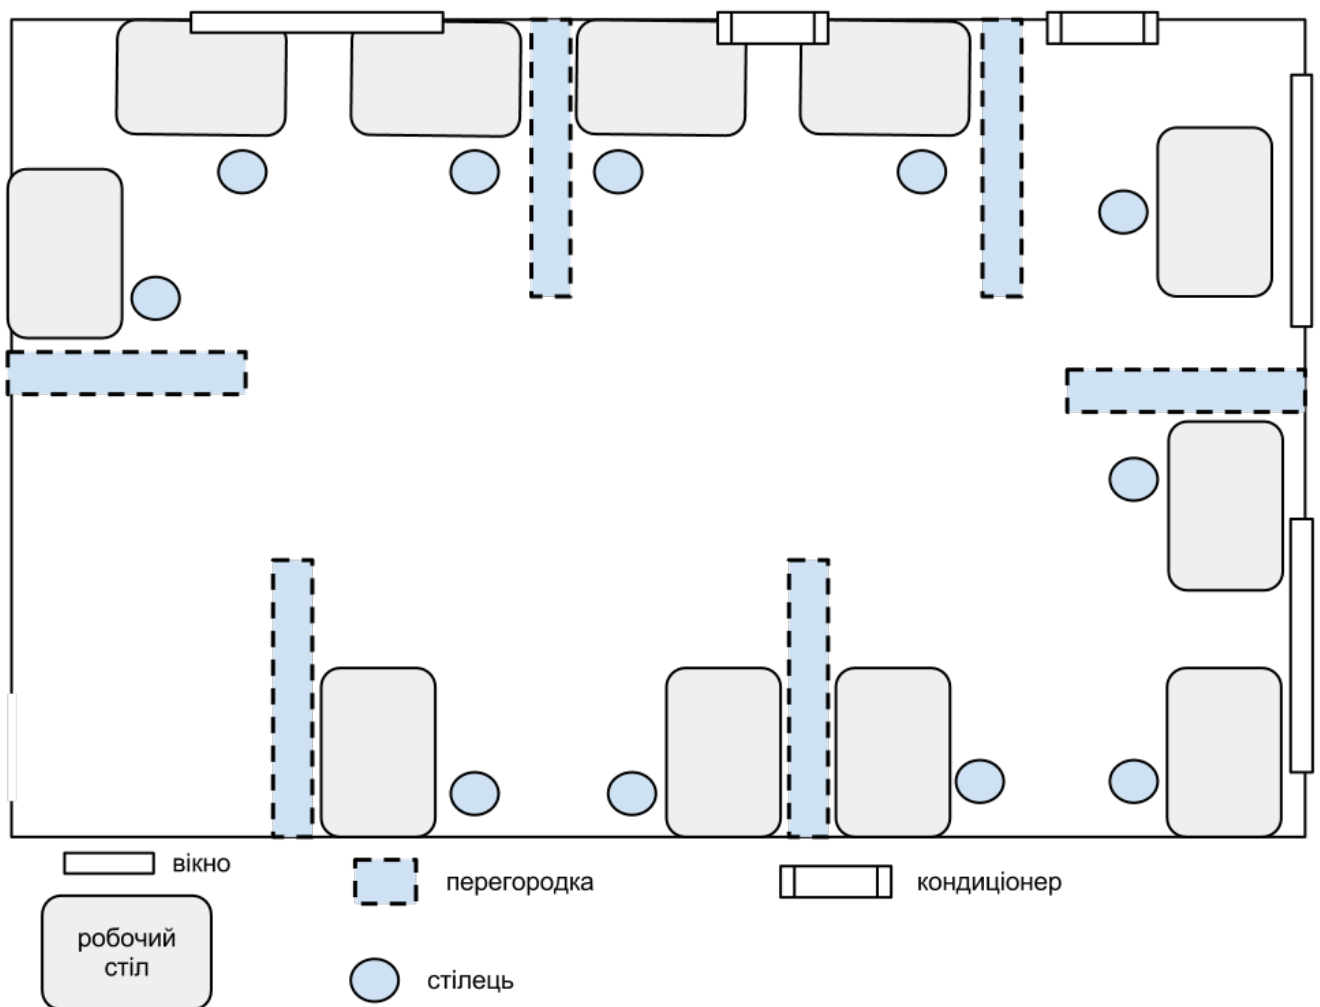 вікно
перегородка
кондиціонер
робочий
стіл
стілець